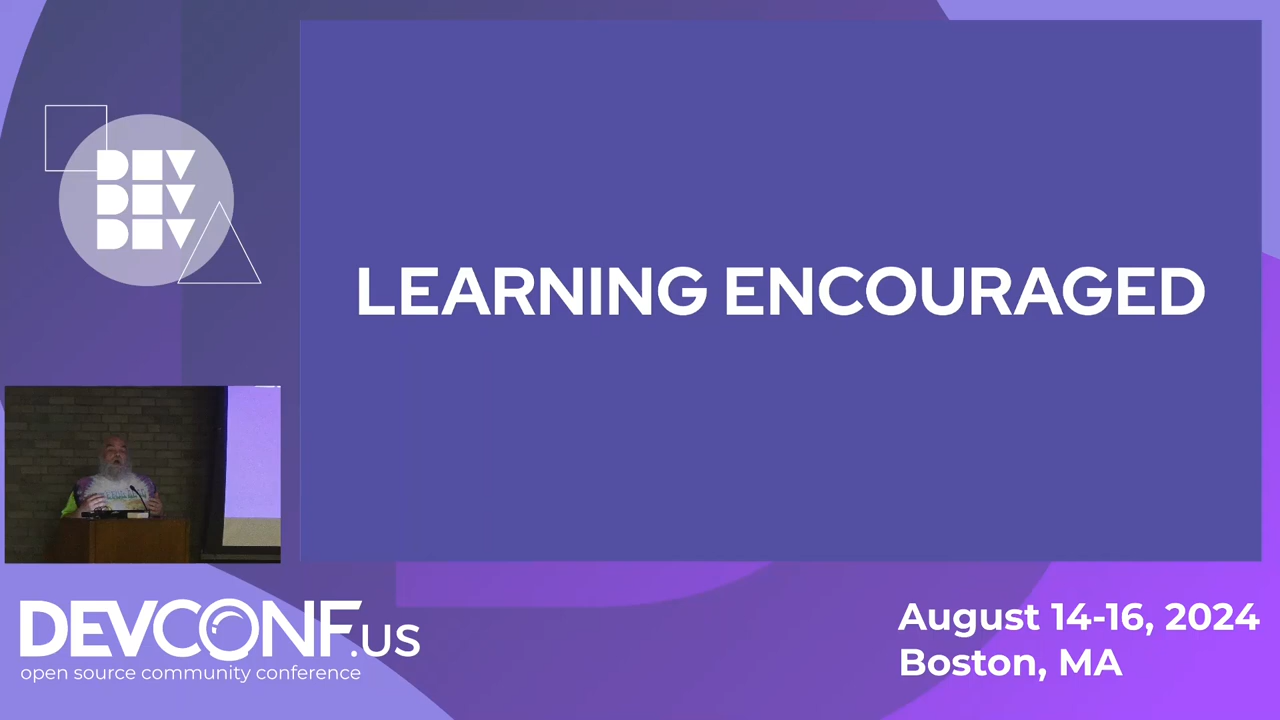 DEV
DEV
DEV
LEARNING ENCOURAGED
DEVCONF.US
open source community conference
August 14-16, 2024
Boston, MA